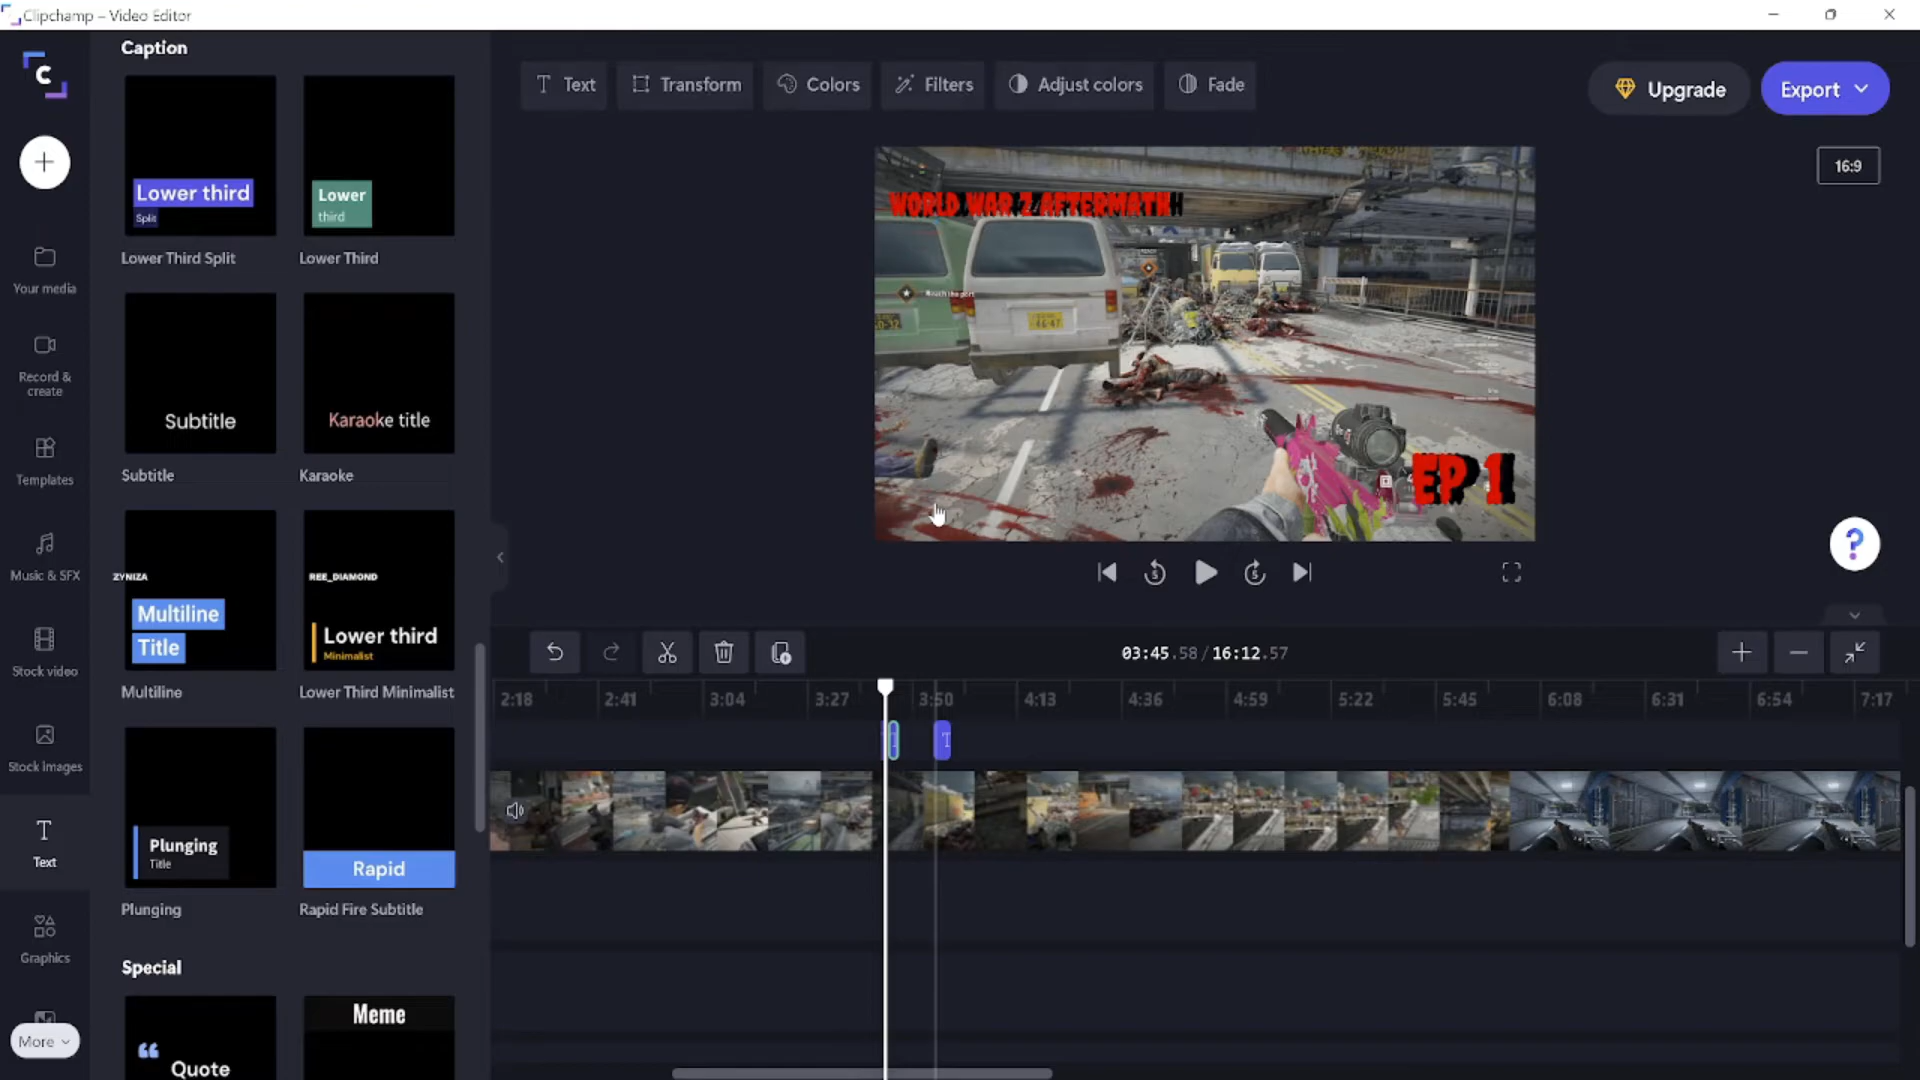 Clipchamp – Video Editor
Caption
Text
Transform
Colors
Filters
Adjust colors
Fade
Upgrade
Export
16:9
Lower third
Split
Lower
third
Lower Third Split
Lower Third
WORLD WAR Z AFTERMATH
Your media
Record &
create
Subtitle
Karaoke title
Subtitle
Karaoke
EP 1
Templates
Music & SFX
ZYNIZA
REE_DIAMOND
Multiline
Title
Lower third
Minimalist
Multiline
Lower Third Minimalist
5
5
?
03:45.58 / 16:12.57
Stock video
2:18
2:41
3:04
3:27
3:50
4:13
4:36
4:59
5:22
5:45
6:08
6:31
6:54
7:17
T
Stock images
Plunging
Title
Rapid
Text
Plunging
Rapid Fire Subtitle
Graphics
Special
Meme
More
“
Quote